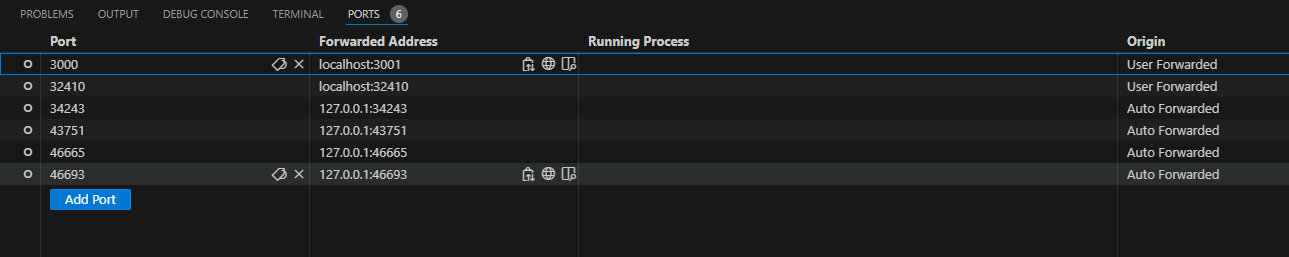 PROBLEMS OUTPUT DEBUG CONSOLE TERMINAL PORTS 6
Port Forwarded Address Running Process Origin
3000 localhost:3001 User Forwarded
32410 localhost:32410 User Forwarded
34243 127.0.0.1:34243 Auto Forwarded
43751 127.0.0.1:43751 Auto Forwarded
46665 127.0.0.1:46665 Auto Forwarded
46693 127.0.0.1:46693 Auto Forwarded
Add Port